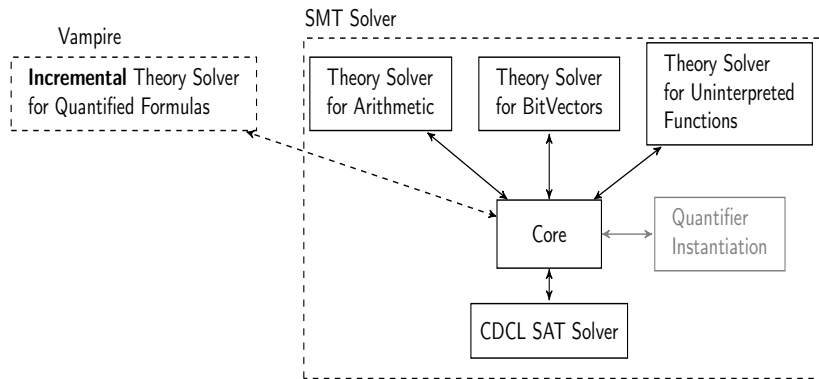 SMT Solver
Vampire
Incremental Theory Solver
for Quantified Formulas
Theory Solver
for Arithmetic
Theory Solver
for BitVectors
Theory Solver
for Uninterpreted
Functions
Core
Quantifier
Instantiation
CDCL SAT Solver